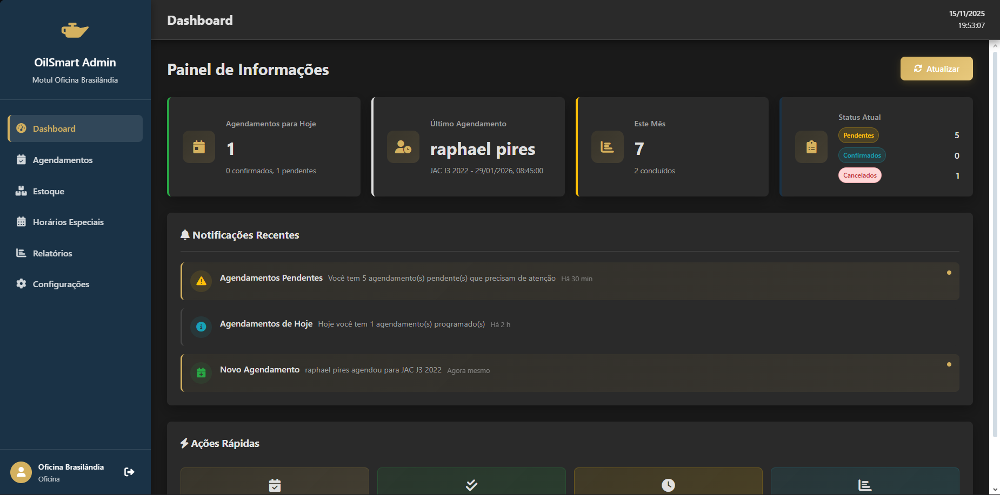 OilSmart Admin
Motul Oficina Brasilândia
Dashboard
Agendamentos
Estoque
Horários Especiais
Relatórios
Configurações
Oficina Brasilândia
Oficina
Dashboard
15/11/2025
19:53:07
Painel de Informações
Atualizar
Agendamentos para Hoje
1
0 confirmados, 1 pendentes
Último Agendamento
raphael pires
JAC J3 2022 - 29/01/2026, 08:45:00
Este Mês
7
2 concluídos
Status Atual
Pendentes 5
Confirmados 0
Cancelados 1
Notificações Recentes
Agendamentos Pendentes Você tem 5 agendamento(s) pendente(s) que precisam de atenção Há 30 min
Agendamentos de Hoje Hoje você tem 1 agendamento(s) programado(s) Há 2 h
Novo Agendamento raphael pires agendou para JAC J3 2022 Agora mesmo
Ações Rápidas